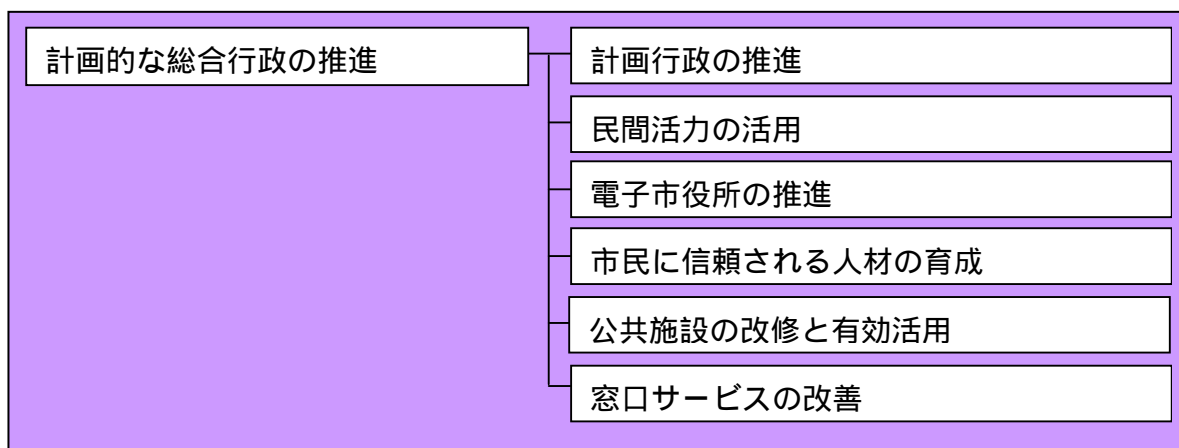 計画的な総合行政の推進
計画行政の推進
民間活力の活用
電子市役所の推進
市民に信頼される人材の育成
公共施設の改修と有効活用
窓口サービスの改善